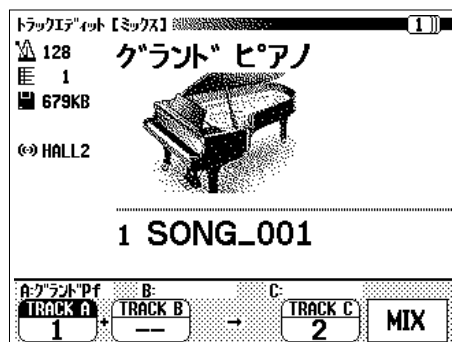 トラックエディット [ミックス]
1
128
グランド ピアノ
1
679KB
HALL2
1 SONG_001
A:グランドPf B: C:
TRACK A TRACK B TRACK C
1 + -- → 2 MIX